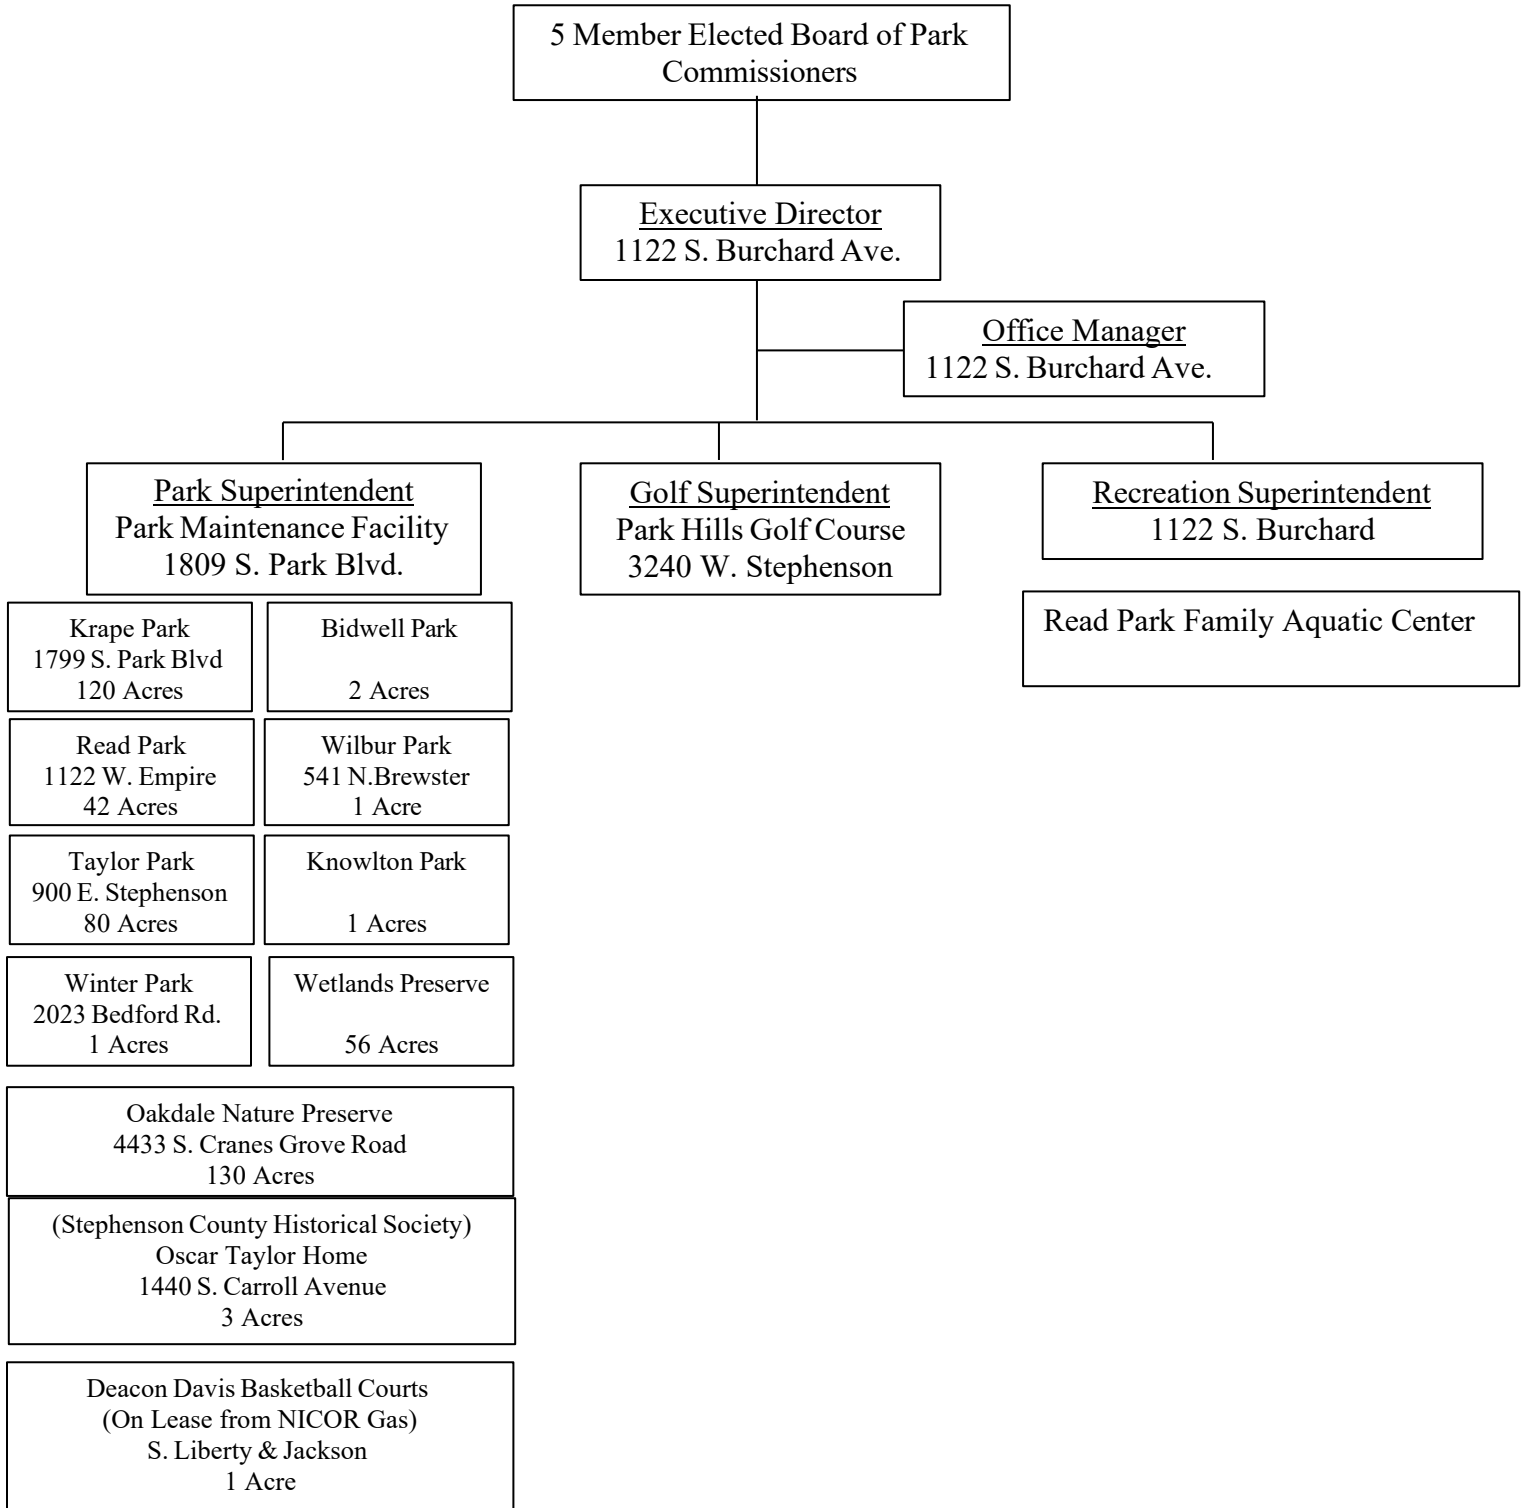 5 Member Elected Board of Park
Commissioners
Executive Director
1122 S. Burchard Ave.
Office Manager
1122 S. Burchard Ave.
Park Superintendent
Park Maintenance Facility
1809 S. Park Blvd.
Golf Superintendent
Park Hills Golf Course
3240 W. Stephenson
Recreation Superintendent
1122 S. Burchard
Read Park Family Aquatic Center
Krape Park
1799 S. Park Blvd
120 Acres
Bidwell Park
2 Acres
Read Park
1122 W. Empire
42 Acres
Wilbur Park
541 N.Brewster
1 Acre
Taylor Park
900 E. Stephenson
80 Acres
Knowlton Park
1 Acres
Winter Park
2023 Bedford Rd.
1 Acres
Wetlands Preserve
56 Acres
Oakdale Nature Preserve
4433 S. Cranes Grove Road
130 Acres
(Stephenson County Historical Society)
Oscar Taylor Home
1440 S. Carroll Avenue
3 Acres
Deacon Davis Basketball Courts
(On Lease from NICOR Gas)
S. Liberty & Jackson
1 Acre